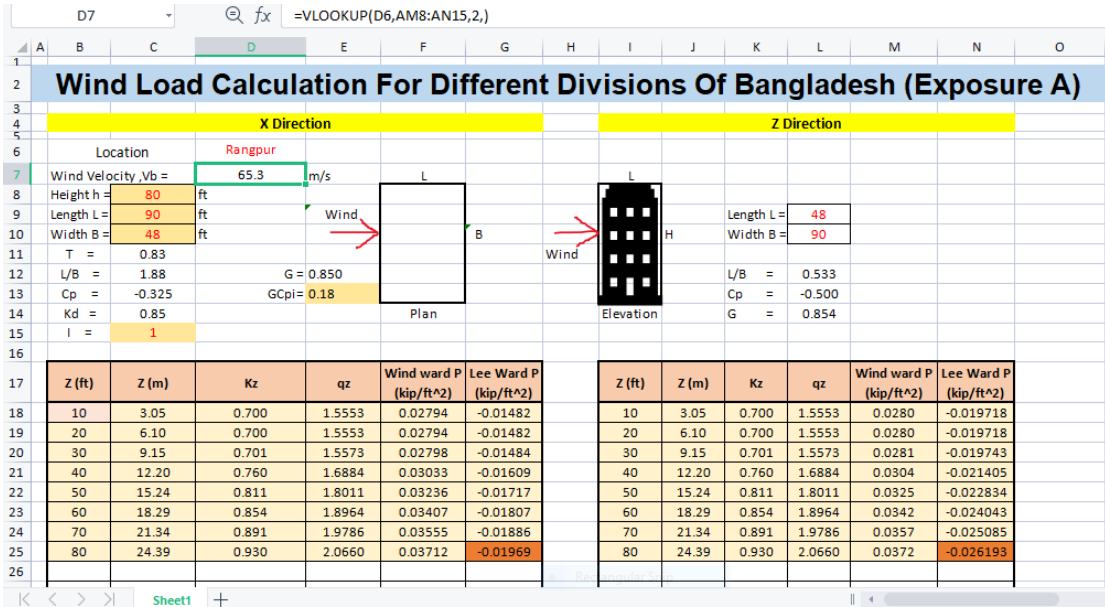 D7 fx =VLOOKUP(D6,AM8:AN15,2,)
A B C D E F G H I J K L M N O
1
2 Wind Load Calculation For Different Divisions Of Bangladesh (Exposure A)
3
4 X Direction Z Direction
5
6 Location Rangpur
7 Wind Velocity ,Vb = 65.3 m/s L L
8 Height h = 80 ft
9 Length L = 90 ft Wind Length L = 48
10 Width B = 48 ft B H Width B = 90
11 T = 0.83 Wind
12 L/B = 1.88 G = 0.850 L/B = 0.533
13 Cp = -0.325 GCpi= 0.18 Cp = -0.500
14 Kd = 0.85 Plan Elevation G = 0.854
15 I = 1
16
17 Z (ft) Z (m) Kz qz Wind ward P (kip/ft^2) Lee Ward P (kip/ft^2) Z (ft) Z (m) Kz qz Wind ward P (kip/ft^2) Lee Ward P (kip/ft^2)
18 10 3.05 0.700 1.5553 0.02794 -0.01482 10 3.05 0.700 1.5553 0.0280 -0.019718
19 20 6.10 0.700 1.5553 0.02794 -0.01482 20 6.10 0.700 1.5553 0.0280 -0.019718
20 30 9.15 0.701 1.5573 0.02798 -0.01484 30 9.15 0.701 1.5573 0.0281 -0.019743
21 40 12.20 0.760 1.6884 0.03033 -0.01609 40 12.20 0.760 1.6884 0.0304 -0.021405
22 50 15.24 0.811 1.8011 0.03236 -0.01717 50 15.24 0.811 1.8011 0.0325 -0.022834
23 60 18.29 0.854 1.8964 0.03407 -0.01807 60 18.29 0.854 1.8964 0.0342 -0.024043
24 70 21.34 0.891 1.9786 0.03555 -0.01886 70 21.34 0.891 1.9786 0.0357 -0.025085
25 80 24.39 0.930 2.0660 0.03712 -0.01969 80 24.39 0.930 2.0660 0.0372 -0.026193
26 Rectangular Snip
Sheet1